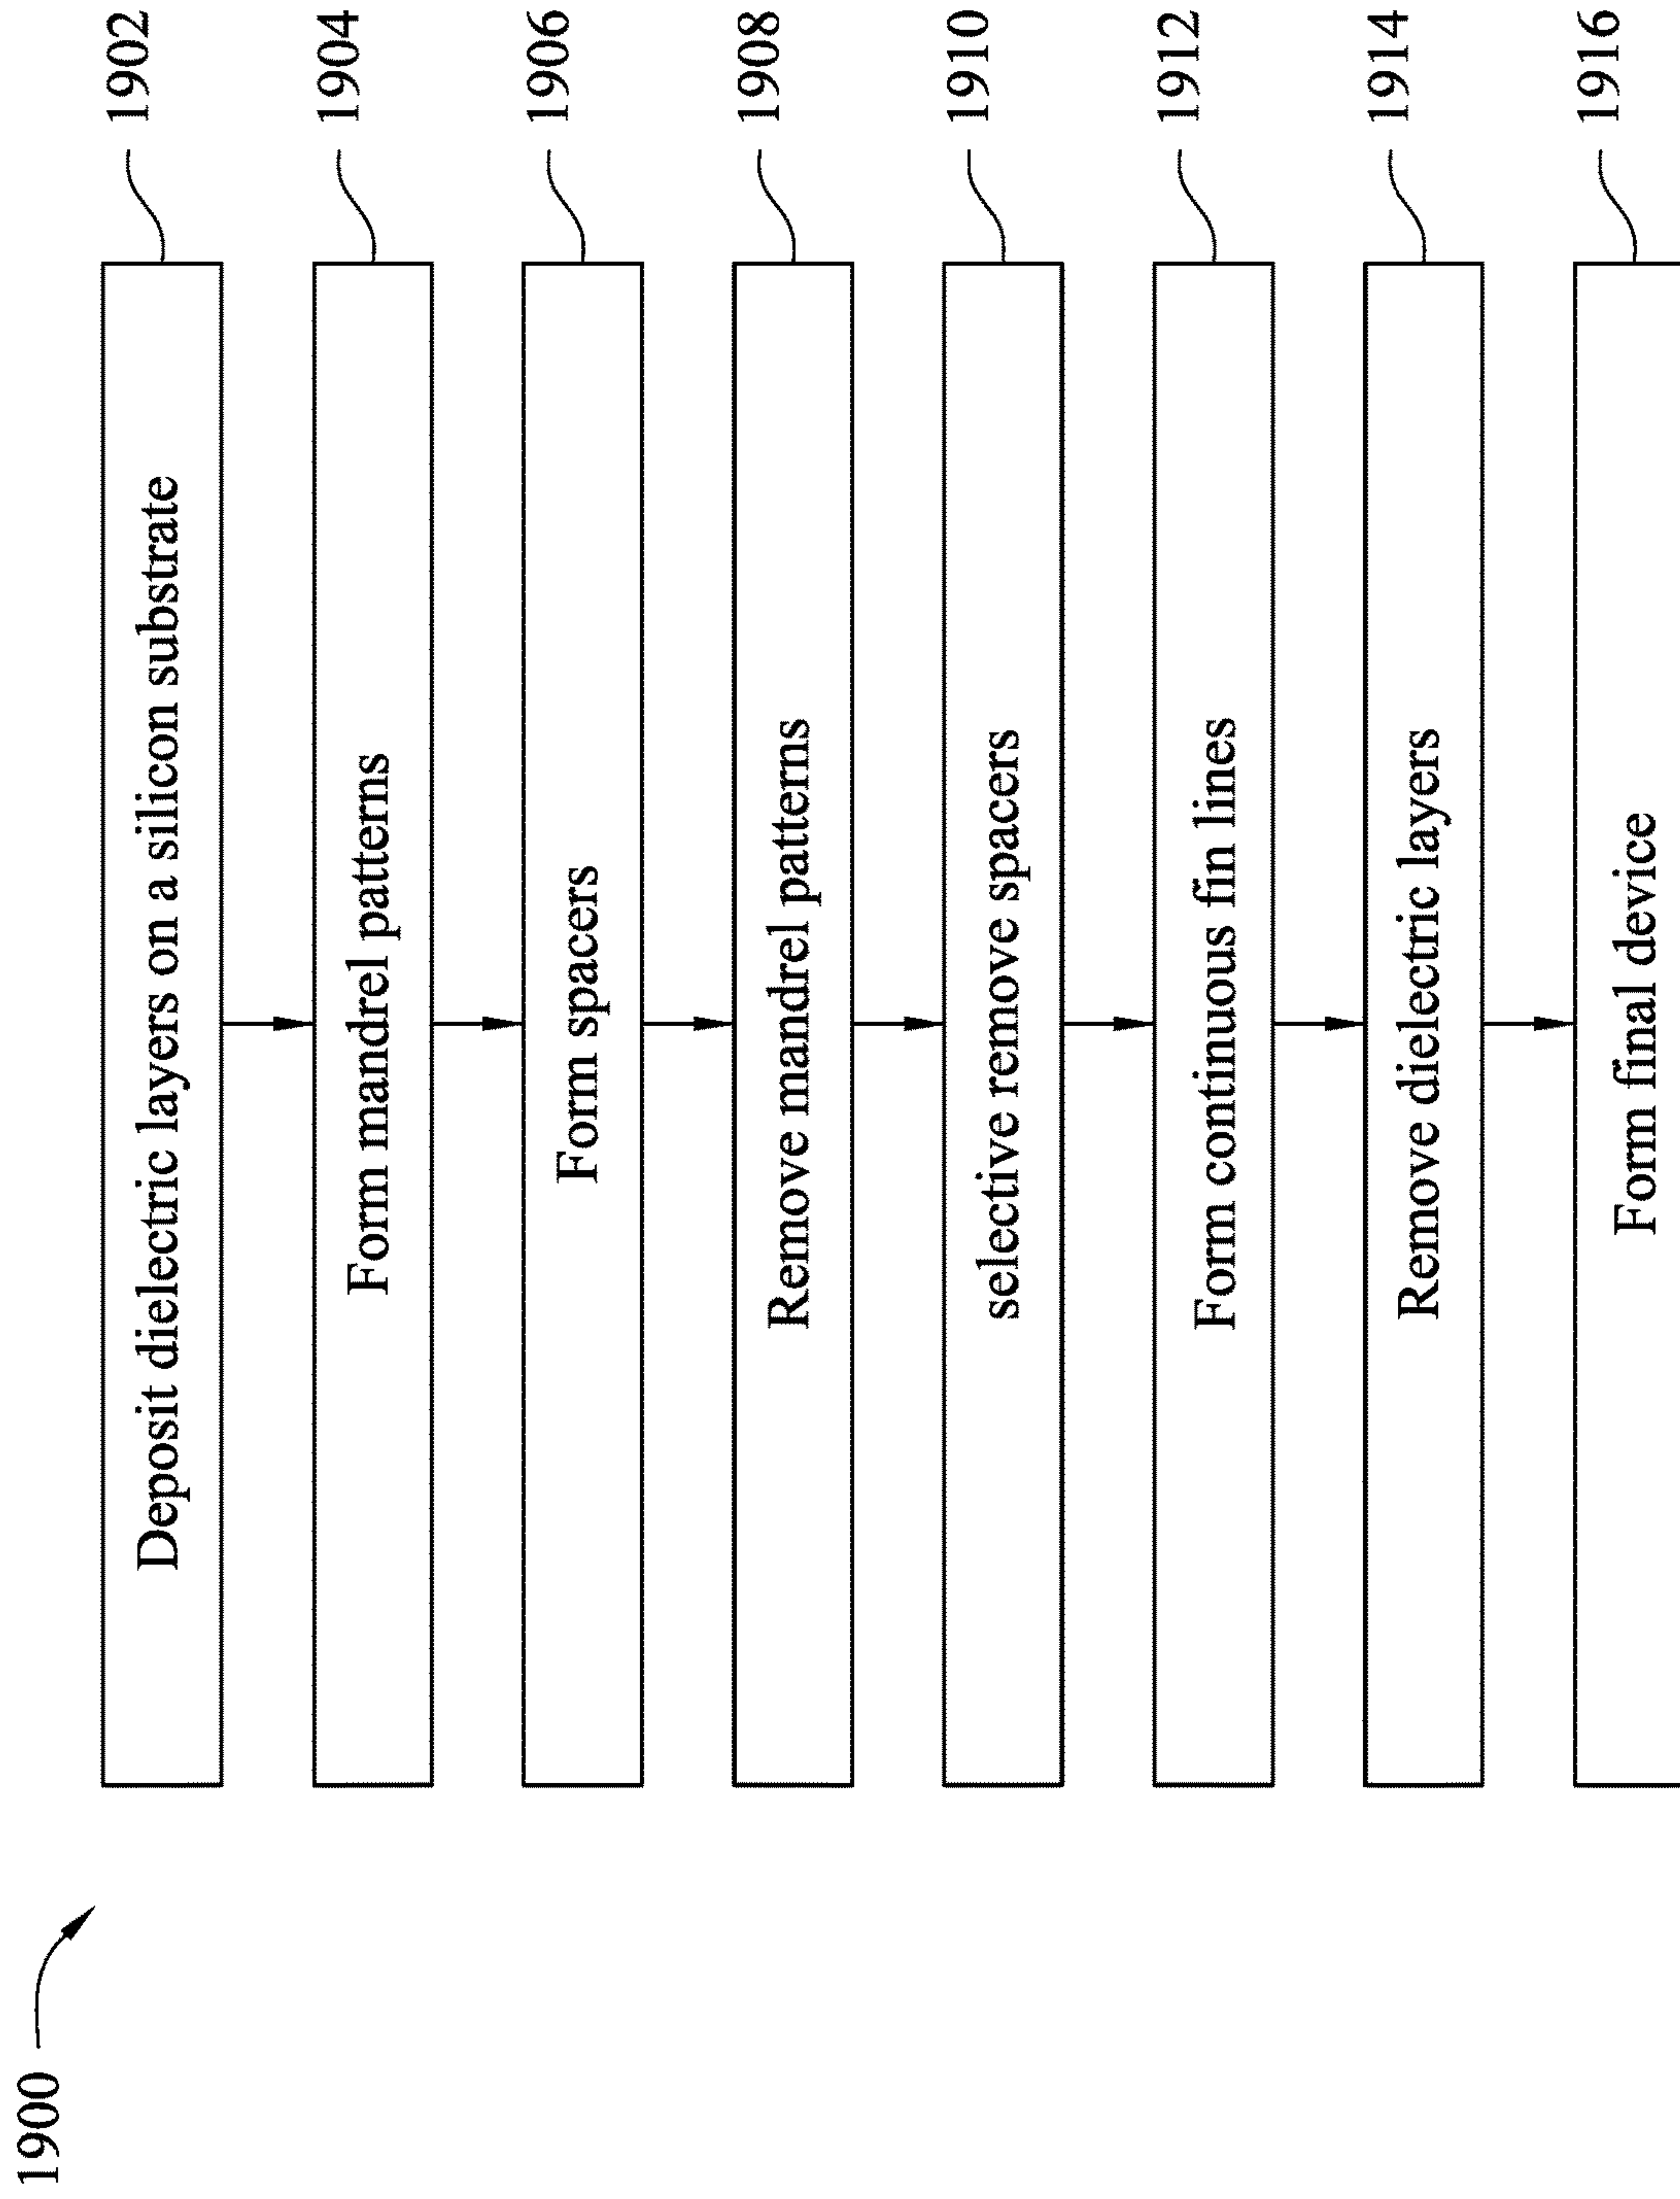 1900
Deposit dielectric layers on a silicon substrate
1902
Form mandrel patterns
1904
Form spacers
1906
Remove mandrel patterns
1908
selective remove spacers
1910
Form continuous fin lines
1912
Remove dielectric layers
1914
Form final device
1916